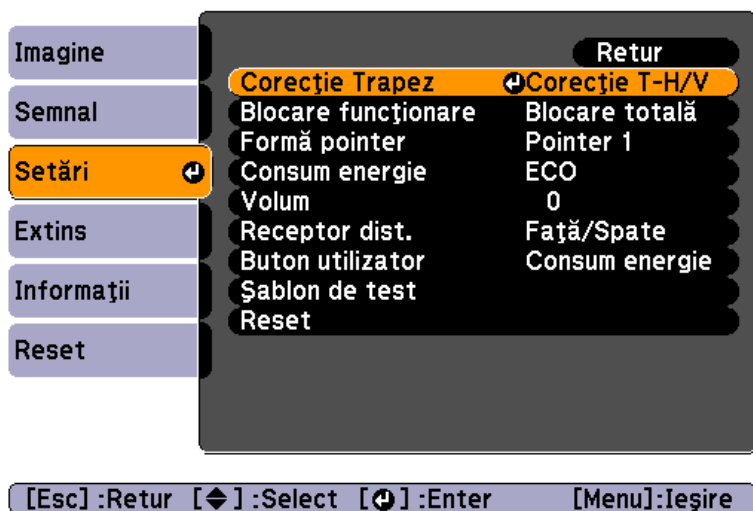 Imagine
Semnal
Setări
Extins
Informaţii
Reset
Retur
Corecţie Trapez Corecţie T-H/V
Blocare funcţionare Blocare totală
Formă pointer Pointer 1
Consum energie ECO
Volum 0
Receptor dist. Faţă/Spate
Buton utilizator Consum energie
Şablon de test
Reset
[Esc] :Retur [ ] :Select [ ] :Enter [Menu]:Ieşire